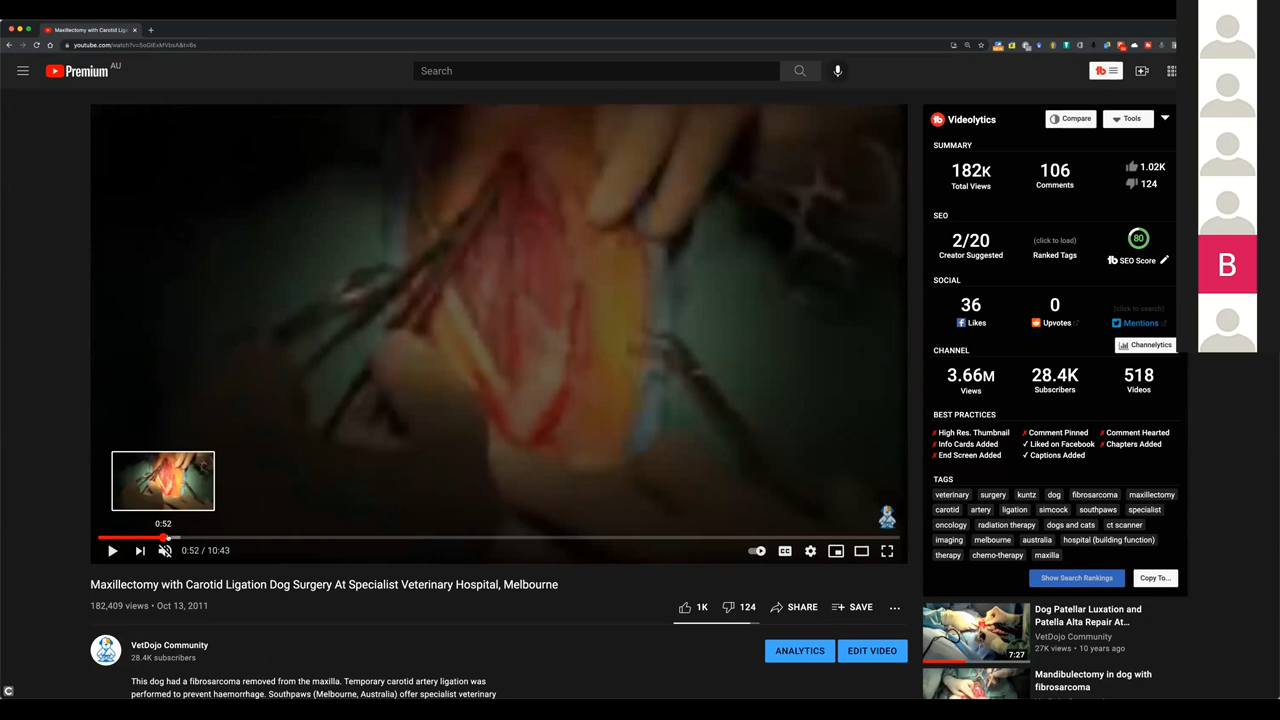 Maxillectomy with Carotid Liga
youtube.com/watch?v=SoGlExMVbsA&t=6s
Premium AU
Search
Videolytics
Compare
Tools
SUMMARY
182K
106
1.02K
124
Total Views
Comments
SEO
2/20
(click to load)
80
Creator Suggested
Ranked Tags
SEO Score
SOCIAL
36
0
(click to search)
Likes
Upvotes
Mentions
Channelytics
CHANNEL
3.66M
28.4K
518
Views
Subscribers
Videos
BEST PRACTICES
High Res. Thumbnail
Comment Pinned
Comment Hearted
Info Cards Added
Liked on Facebook
Chapters Added
End Screen Added
Captions Added
TAGS
veterinary surgery kuntz dog fibrosarcoma maxillectomy
carotid artery ligation simcock southpaws specialist
oncology radiation therapy dogs and cats ct scanner
imaging melbourne australia hospital (building function)
therapy chemo-therapy maxilla
Show Search Rankings
Copy To...
B
0:52
0:52 / 10:43
Maxillectomy with Carotid Ligation Dog Surgery At Specialist Veterinary Hospital, Melbourne
182,409 views • Oct 13, 2011
1K
124
SHARE
SAVE
VetDojo Community
28.4K subscribers
ANALYTICS
EDIT VIDEO
This dog had a fibrosarcoma removed from the maxilla. Temporary carotid artery ligation was
performed to prevent haemorrhage. Southpaws (Melbourne, Australia) offer specialist veterinary
Dog Patellar Luxation and
Patella Alta Repair At...
VetDojo Community
27K views • 10 years ago
7:27
Mandibulectomy in dog with
fibrosarcoma